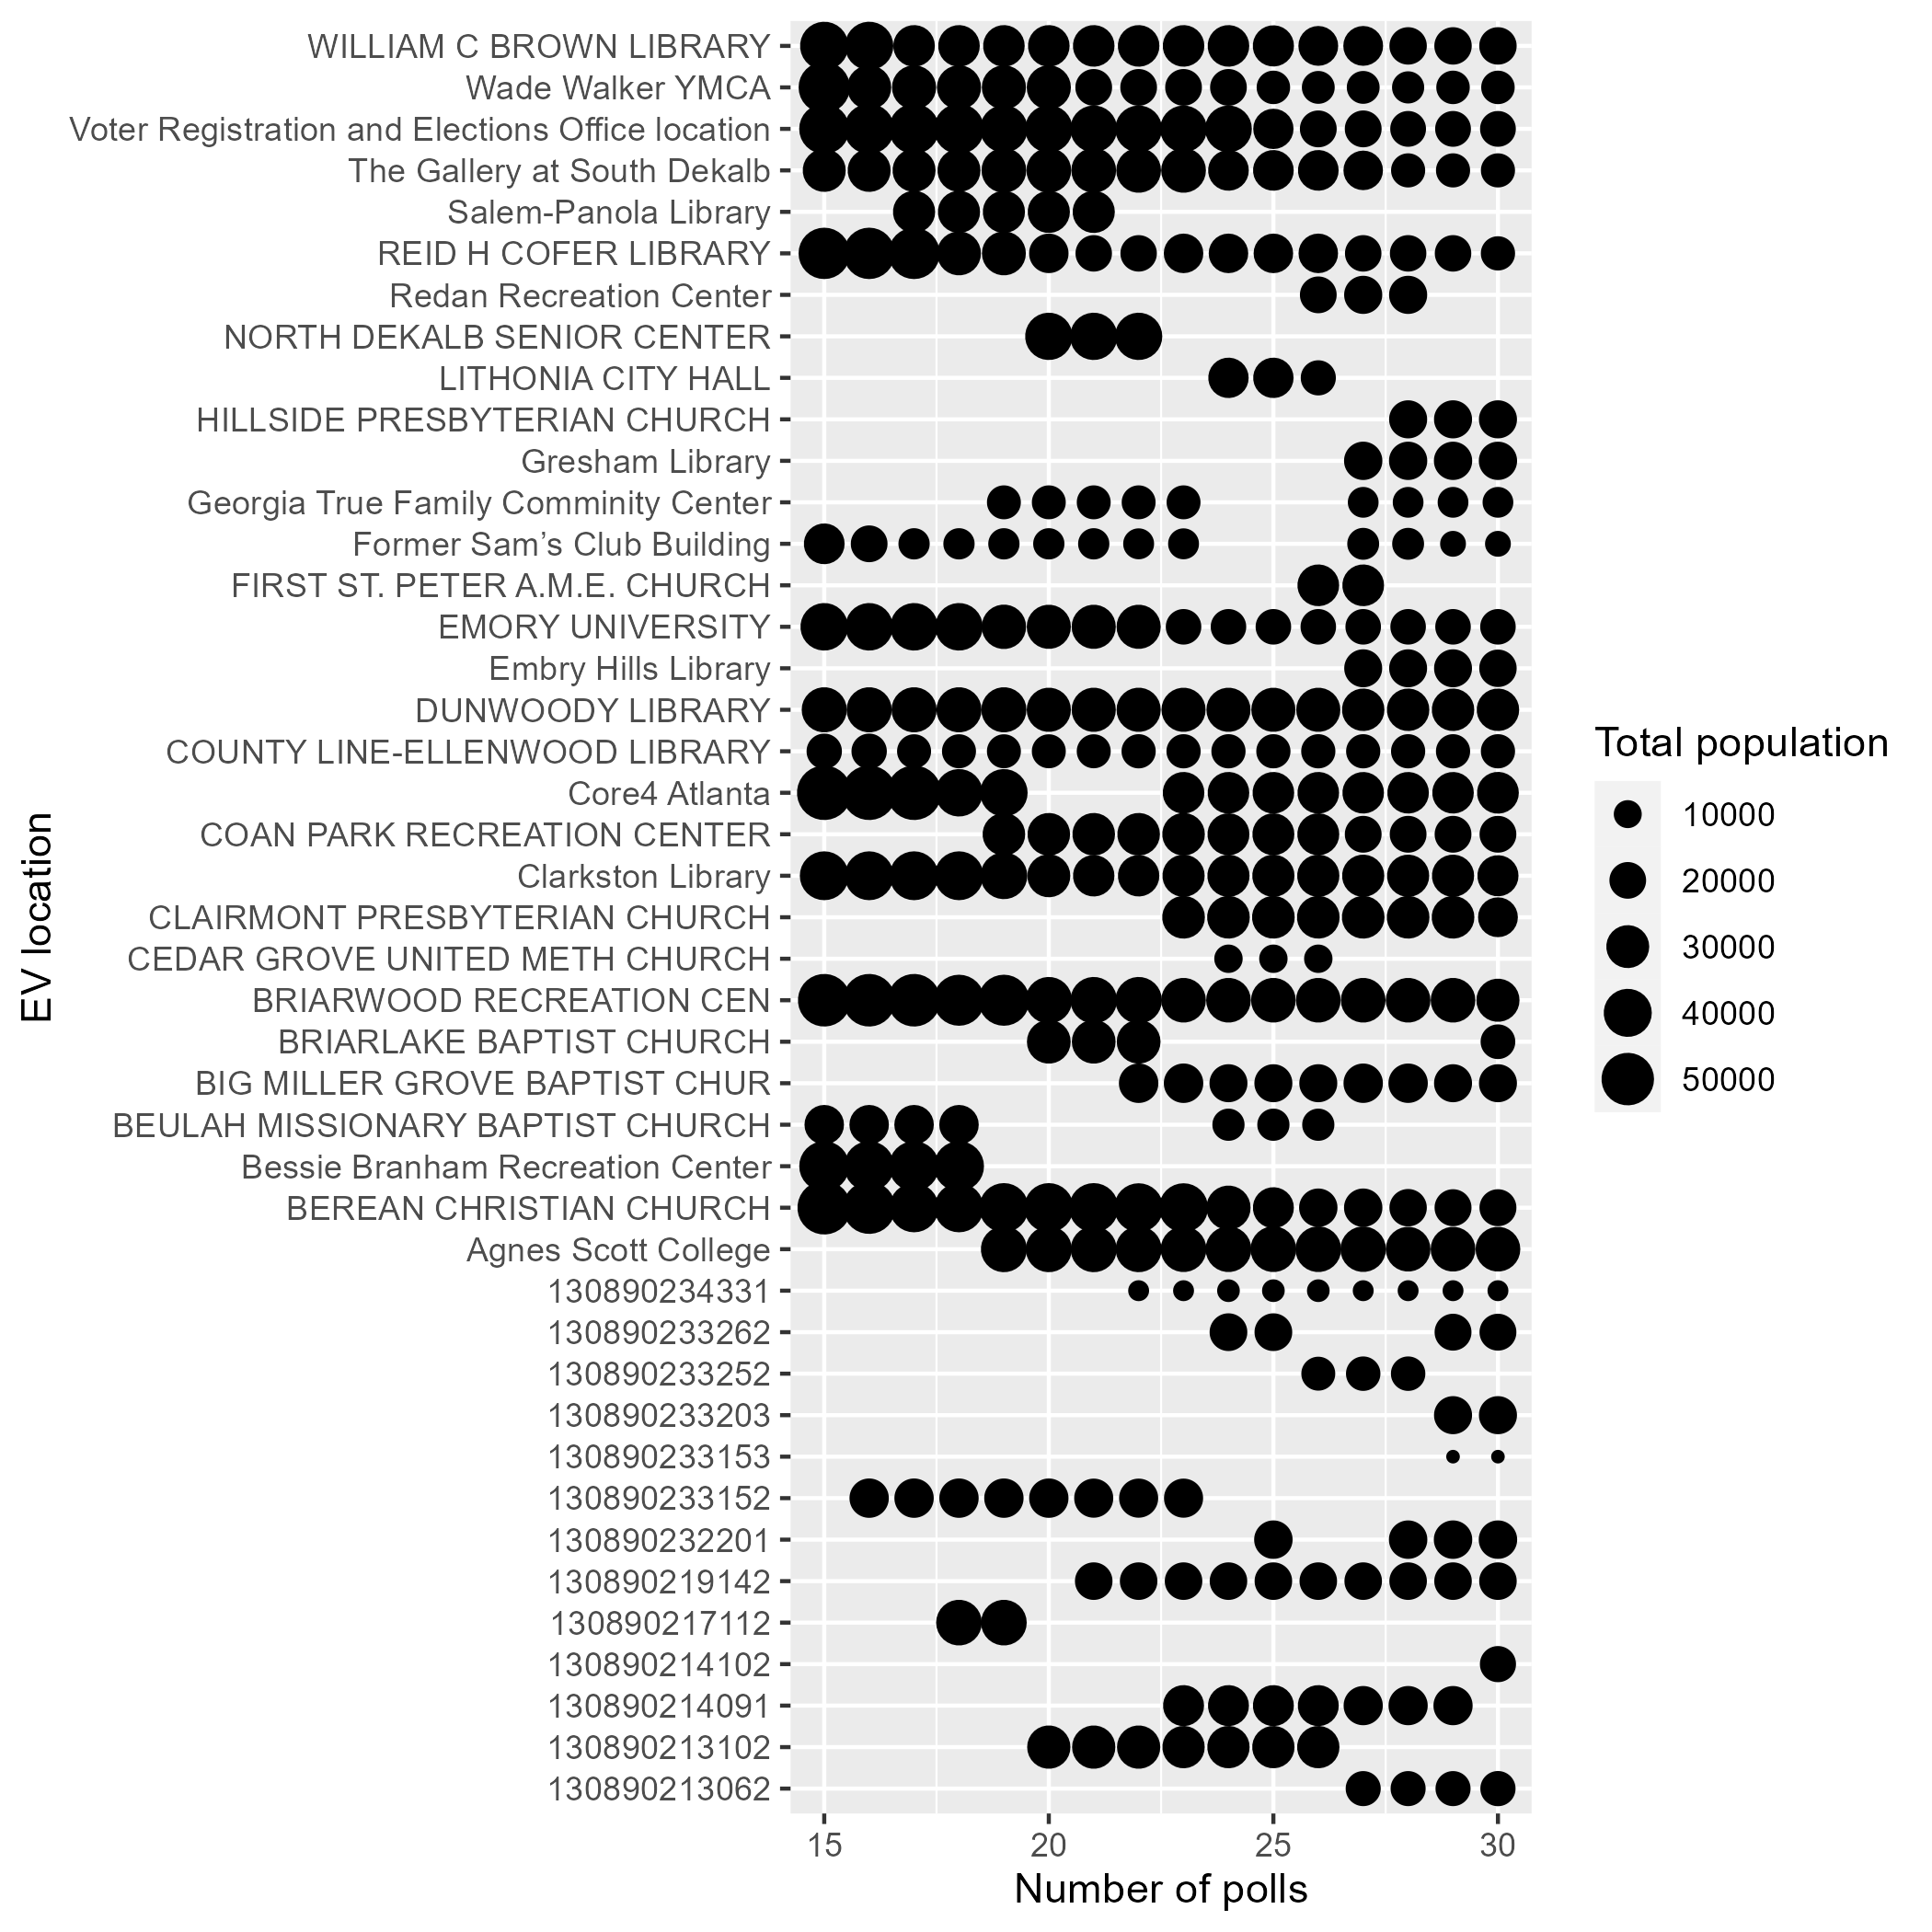 WILLIAM C BROWN LIBRARY
Wade Walker YMCA
Voter Registration and Elections Office location
The Gallery at South Dekalb
Salem-Panola Library
REID H COFER LIBRARY
Redan Recreation Center
NORTH DEKALB SENIOR CENTER
LITHONIA CITY HALL
HILLSIDE PRESBYTERIAN CHURCH
Gresham Library
Georgia True Family Comminity Center
Former Sam’s Club Building
FIRST ST. PETER A.M.E. CHURCH
EMORY UNIVERSITY
Embry Hills Library
DUNWOODY LIBRARY
COUNTY LINE-ELLENWOOD LIBRARY
Core4 Atlanta
COAN PARK RECREATION CENTER
Clarkston Library
CLAIRMONT PRESBYTERIAN CHURCH
CEDAR GROVE UNITED METH CHURCH
BRIARWOOD RECREATION CEN
BRIARLAKE BAPTIST CHURCH
BIG MILLER GROVE BAPTIST CHUR
BEULAH MISSIONARY BAPTIST CHURCH
Bessie Branham Recreation Center
BEREAN CHRISTIAN CHURCH
Agnes Scott College
130890234331
130890233262
130890233252
130890233203
130890233153
130890233152
130890232201
130890219142
130890217112
130890214102
130890214091
130890213102
130890213062
EV location
15 20 25 30
Number of polls
Total population
10000
20000
30000
40000
50000